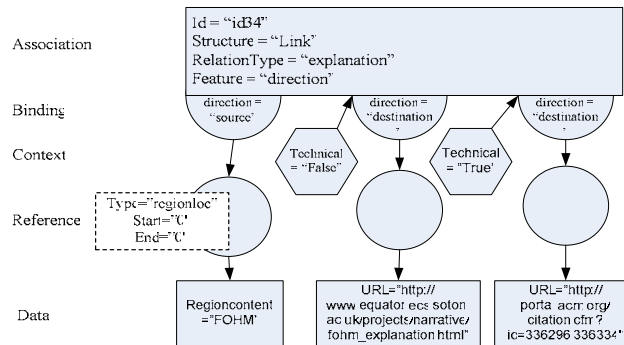 Association
Id = “id34”
Structure = “Link”
RelationType = “explanation”
Feature = “direction”
Binding
direction =
“source’
direction =
“destination
’
direction =
“destination
’
Context
Technical
= “False”
Technical
= "True'
Reference
Type="regionloc"
Start="0'
End="0'
Data
Regioncontent
="FOHM'
URL="http://
www equator ecs soton
ac uk/projects/narrative/
fohm_explanation html"
URL="http://
porta acm org/
citation cfm?
id=336296 336334"